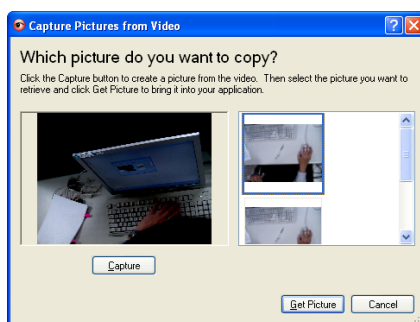 Capture Pictures from Video
Which picture do you want to copy?
Click the Capture button to create a picture from the video. Then select the picture you want to
retrieve and click Get Picture to bring it into your application.
Capture
Get Picture
Cancel